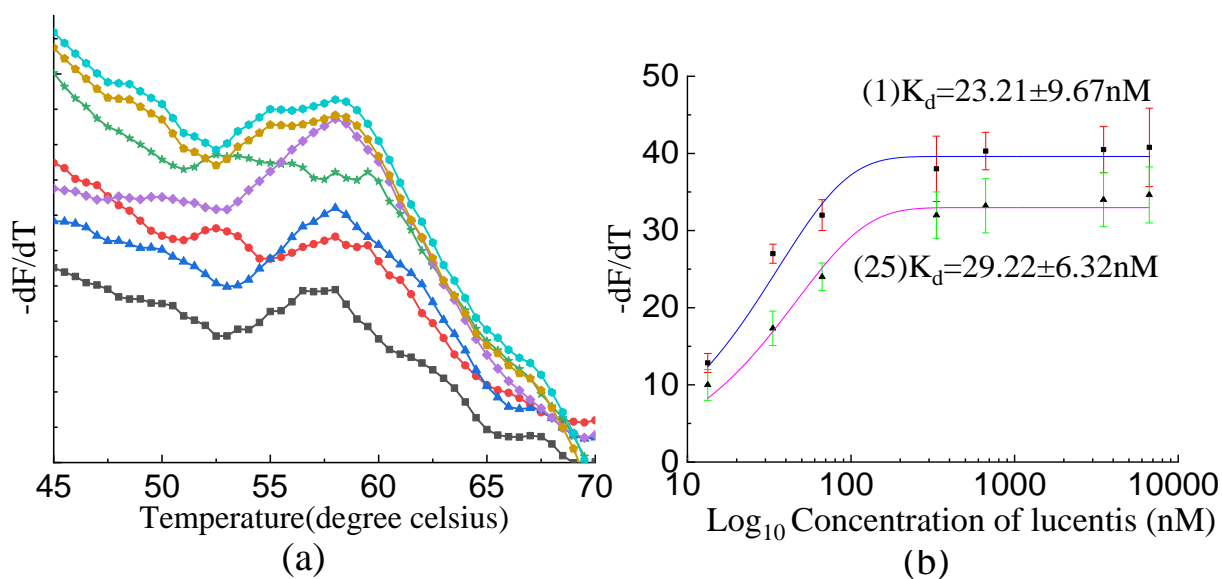 -dF/dT
45
50
55
60
65
70
Temperature(degree celsius)
(a)
50
40
30
20
10
0
-dF/dT
(1)Kd=23.21±9.67nM
(25)Kd=29.22±6.32nM
10
100
1000
10000
Log10 Concentration of lucentis (nM)
(b)